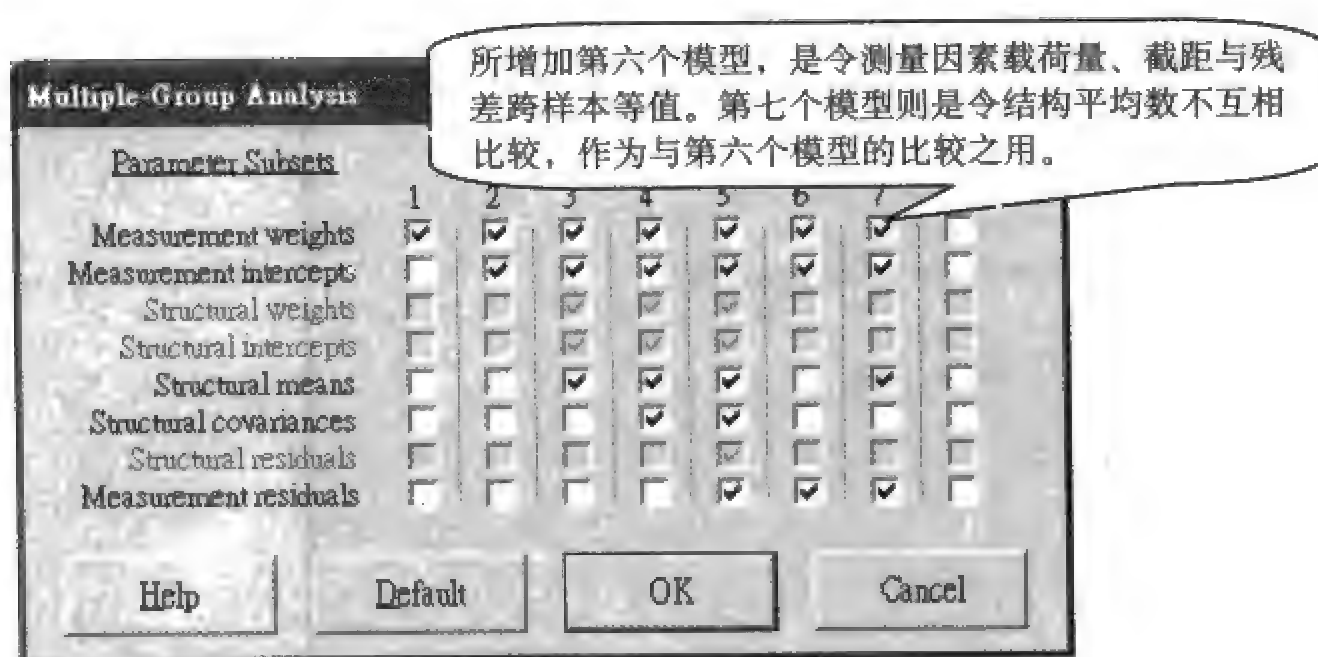 所增加第六个模型，是令测量因素载荷量、截距与残
差跨样本等值。第七个模型则是令结构平均数不互相
比较，作为与第六个模型的比较之用。
Multiple-Group Analysis
Parameter Subsets
1 2 3 4 5 6 7
Measurement weights
Measurement intercepts
Structural weights
Structural intercepts
Structural means
Structural covariances
Structural residuals
Measurement residuals
Help Default OK Cancel